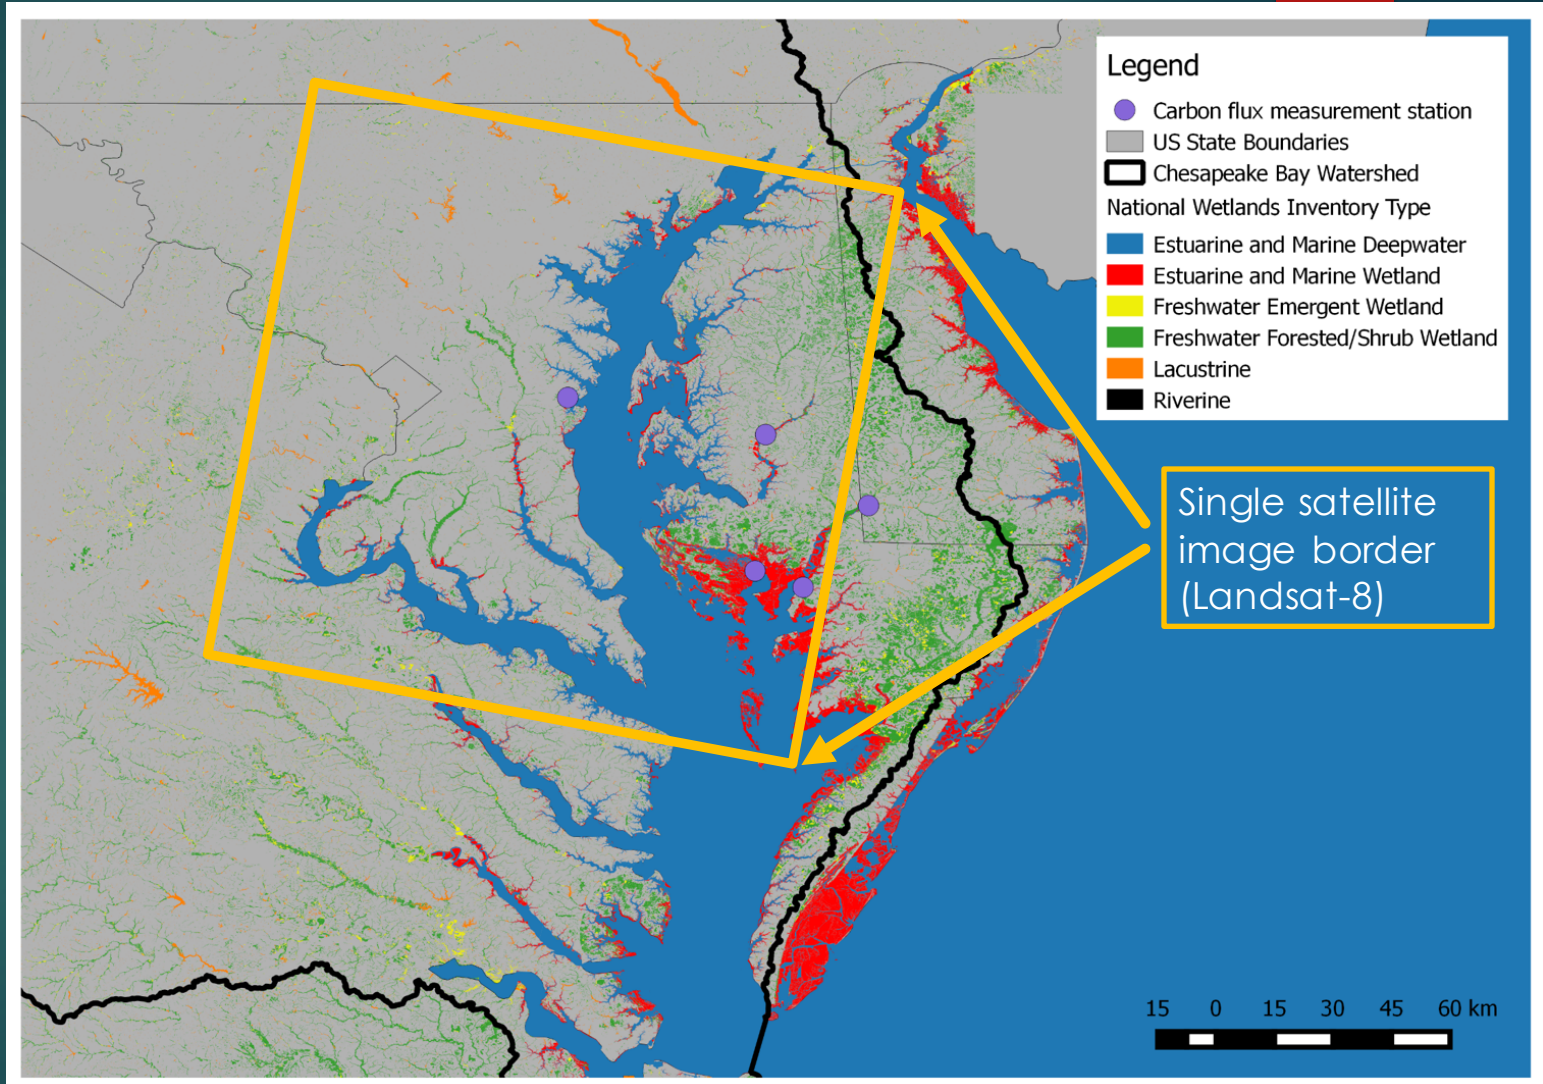 Legend
Carbon flux measurement station
US State Boundaries
Chesapeake Bay Watershed
National Wetlands Inventory Type
Estuarine and Marine Deepwater
Estuarine and Marine Wetland
Freshwater Emergent Wetland
Freshwater Forested/Shrub Wetland
Lacustrine
Riverine
Single satellite
image border
(Landsat-8)
15 0 15 30 45 60 km